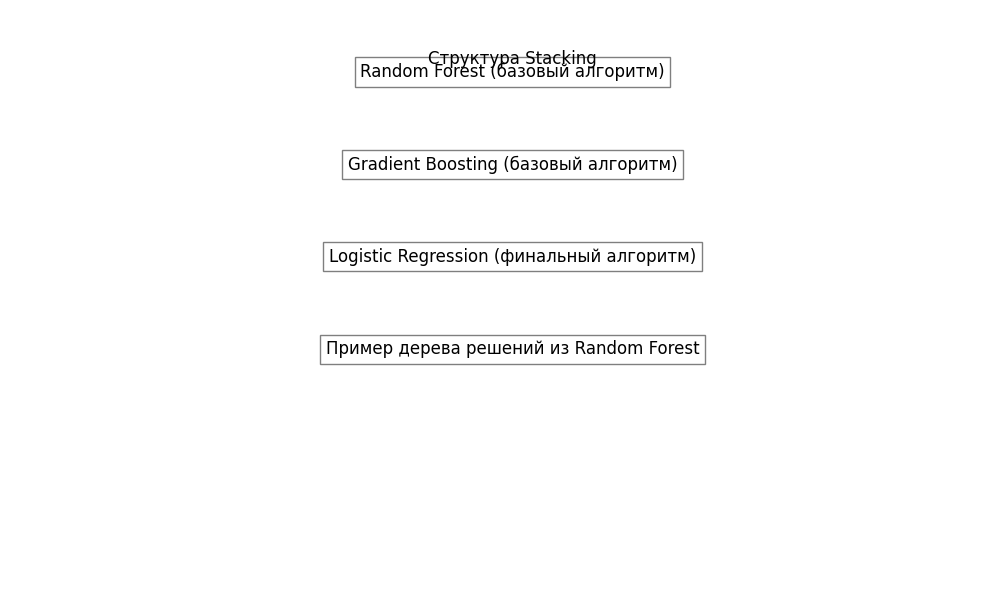 Структура Stacking
Random Forest (базовый алгоритм)
Gradient Boosting (базовый алгоритм)
Logistic Regression (финальный алгоритм)
Пример дерева решений из Random Forest